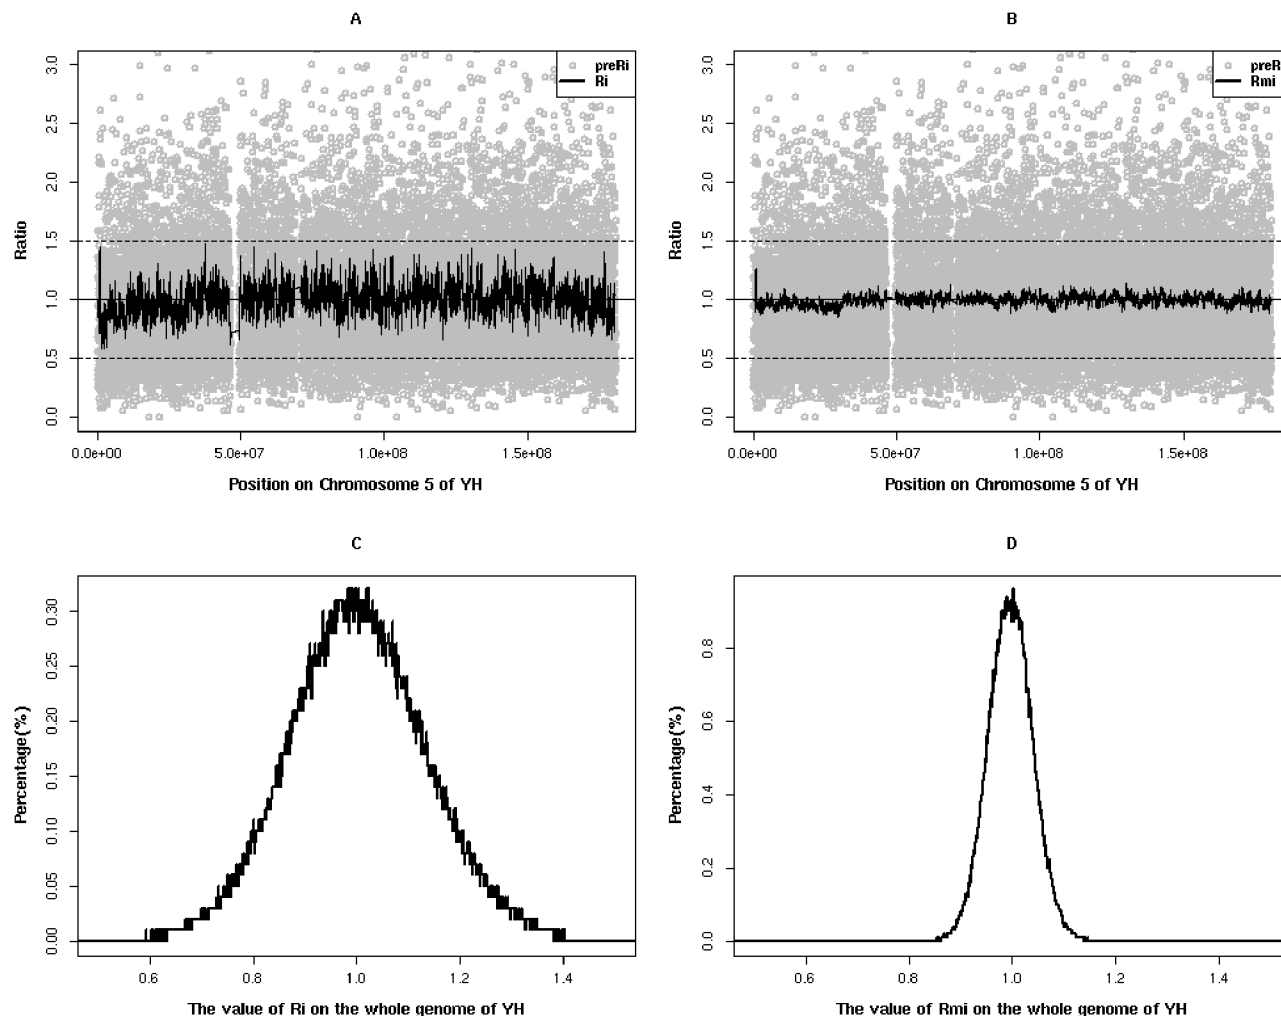 A
B
preRi
Ri
preR
Rmi
3.0
2.5
2.0
1.5
1.0
0.5
0.0
Ratio
0.0e+00 5.0e+07 1.0e+08 1.5e+08
Position on Chromosome 5 of YH
3.0
2.5
2.0
1.5
1.0
0.5
0.0
Ratio
0.0e+00 5.0e+07 1.0e+08 1.5e+08
Position on Chromosome 5 of YH
C
D
0.30
0.25
0.20
0.15
0.10
0.05
0.00
Percentage(%)
0.6 0.8 1.0 1.2 1.4
The value of Ri on the whole genome of YH
0.8
0.6
0.4
0.2
0.0
Percentage(%)
0.6 0.8 1.0 1.2 1.4
The value of Rmi on the whole genome of YH